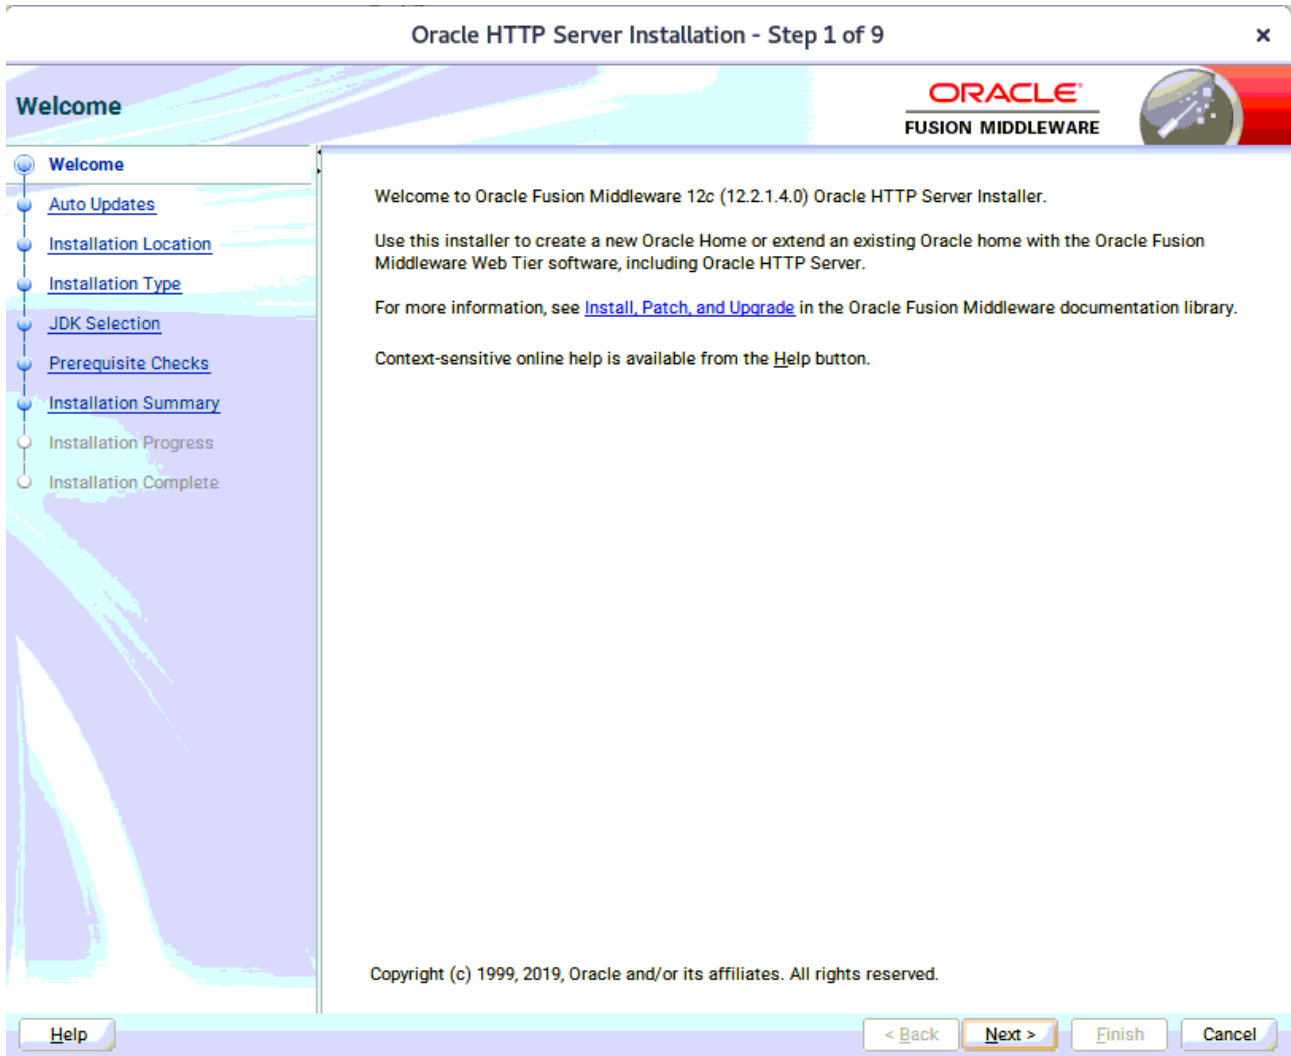 Oracle HTTP Server Installation - Step 1 of 9
Welcome
ORACLE
FUSION MIDDLEWARE
Welcome
Auto Updates
Installation Location
Installation Type
JDK Selection
Prerequisite Checks
Installation Summary
Installation Progress
Installation Complete
Welcome to Oracle Fusion Middleware 12c (12.2.1.4.0) Oracle HTTP Server Installer.
Use this installer to create a new Oracle Home or extend an existing Oracle home with the Oracle Fusion
Middleware Web Tier software, including Oracle HTTP Server.
For more information, see Install, Patch, and Upgrade in the Oracle Fusion Middleware documentation library.
Context-sensitive online help is available from the Help button.
Copyright (c) 1999, 2019, Oracle and/or its affiliates. All rights reserved.
Help
< Back
Next >
Finish
Cancel